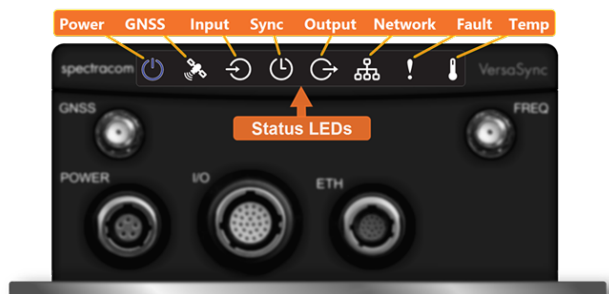 Power GNSS Input Sync Output Network Fault Temp
spectracom VersaSync
Status LEDs
GNSS FREQ
POWER I/O ETH